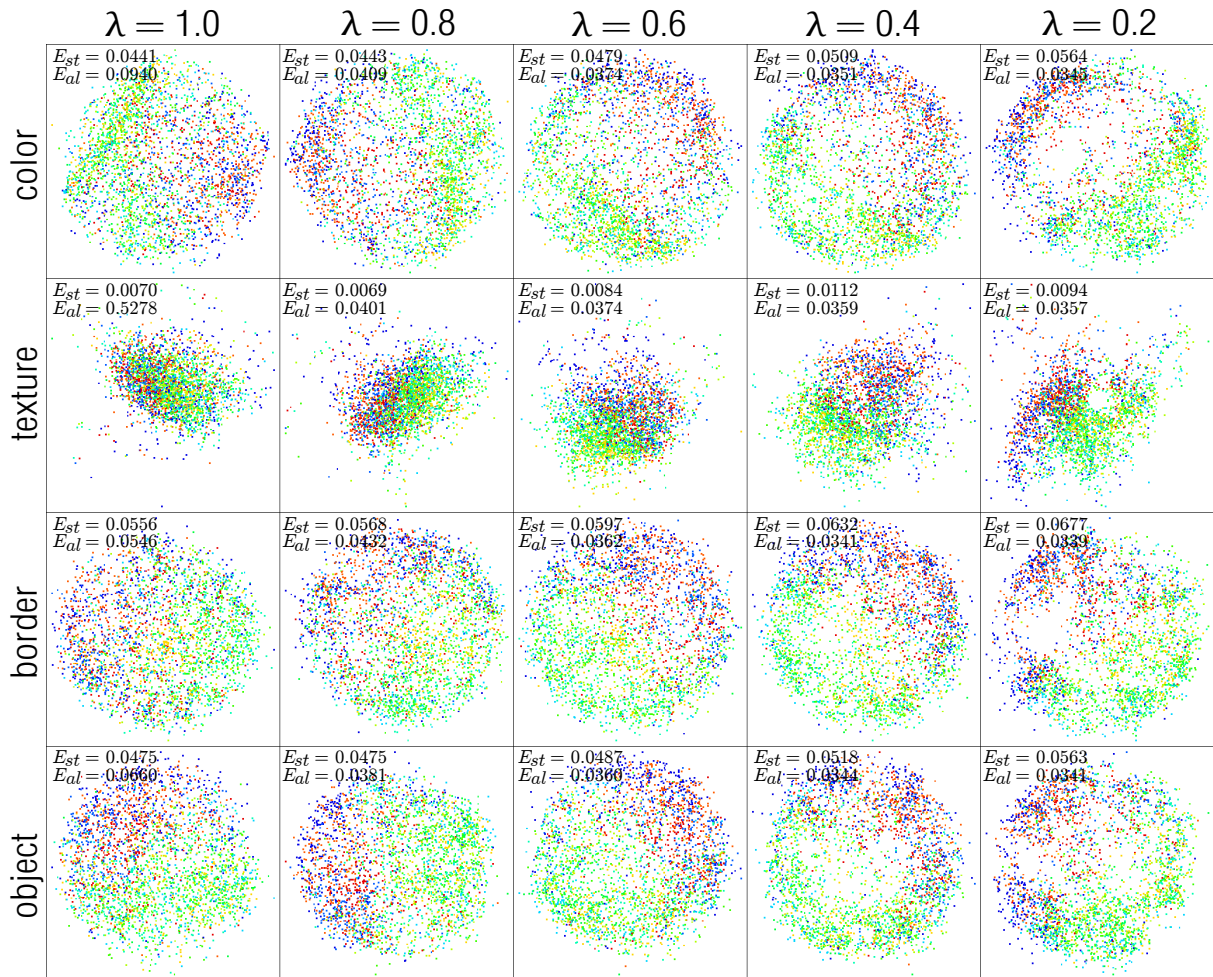 λ = 1.0 λ = 0.8 λ = 0.6 λ = 0.4 λ = 0.2
color
E_st = 0.0441
E_al = 0.0940
E_st = 0.0443
E_al = 0.0409
E_st = 0.0479
E_al = 0.0374
E_st = 0.0509
E_al = 0.0351
E_st = 0.0564
E_al = 0.0345
texture
E_st = 0.0070
E_al = 0.5278
E_st = 0.0069
E_al = 0.0401
E_st = 0.0084
E_al = 0.0374
E_st = 0.0112
E_al = 0.0359
E_st = 0.0094
E_al = 0.0357
border
E_st = 0.0556
E_al = 0.0546
E_st = 0.0568
E_al = 0.0432
E_st = 0.0597
E_al = 0.0362
E_st = 0.0632
E_al = 0.0341
E_st = 0.0677
E_al = 0.0339
object
E_st = 0.0475
E_al = 0.0660
E_st = 0.0475
E_al = 0.0381
E_st = 0.0487
E_al = 0.0360
E_st = 0.0518
E_al = 0.0344
E_st = 0.0563
E_al = 0.0341